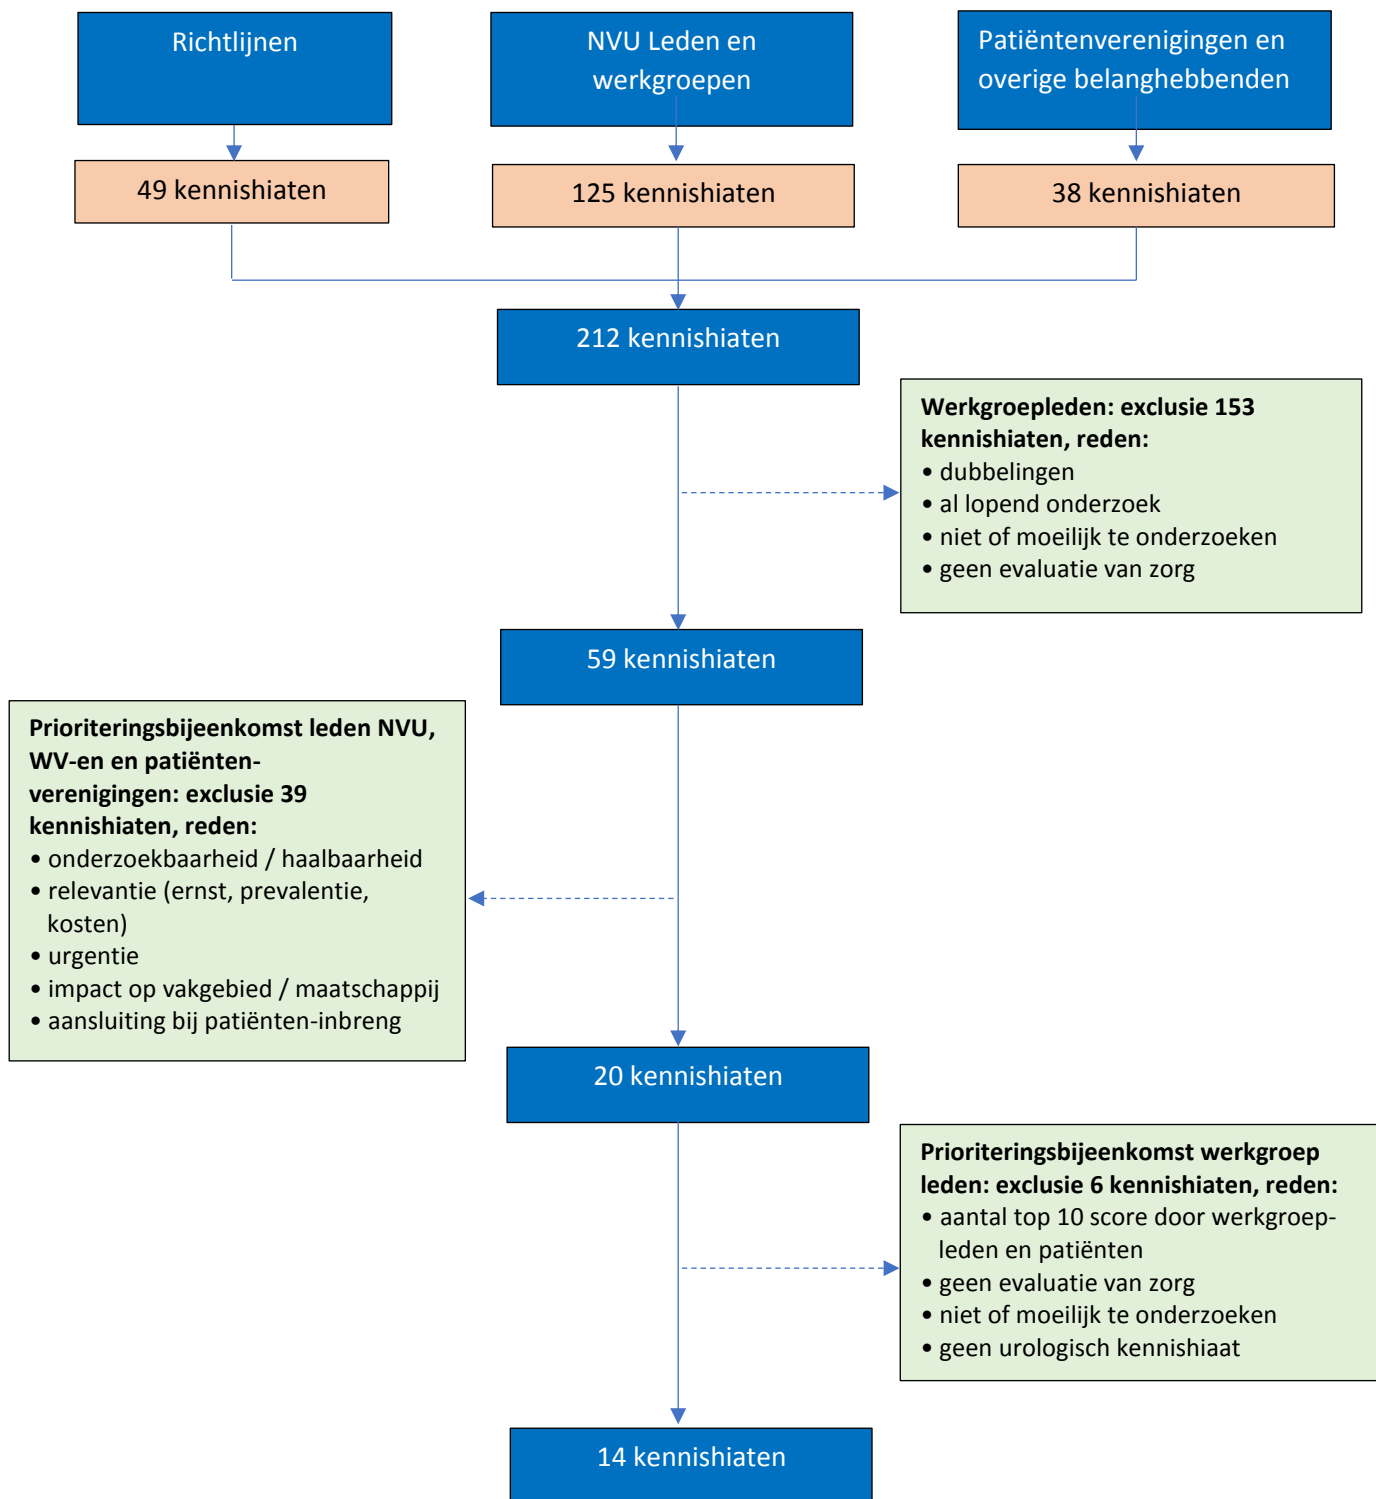 Richtlijnen
NVU Leden en
werkgroepen
Patiëntenverenigingen en
overige belanghebbenden
49 kennishiaten
125 kennishiaten
38 kennishiaten
212 kennishiaten
Werkgroepleden: exclusie 153
kennishiaten, reden:
• dubbelingen
• al lopend onderzoek
• niet of moeilijk te onderzoeken
• geen evaluatie van zorg
59 kennishiaten
Prioriteringsbijeenkomst leden NVU,
WV-en en patiënten-
verenigingen: exclusie 39
kennishiaten, reden:
• onderzoekbaarheid / haalbaarheid
• relevantie (ernst, prevalentie,
kosten)
• urgentie
• impact op vakgebied / maatschappij
• aansluiting bij patiënten-inbreng
20 kennishiaten
Prioriteringsbijeenkomst werkgroep
leden: exclusie 6 kennishiaten, reden:
• aantal top 10 score door werkgroep-
leden en patiënten
• geen evaluatie van zorg
• niet of moeilijk te onderzoeken
• geen urologisch kennishiaat
14 kennishiaten